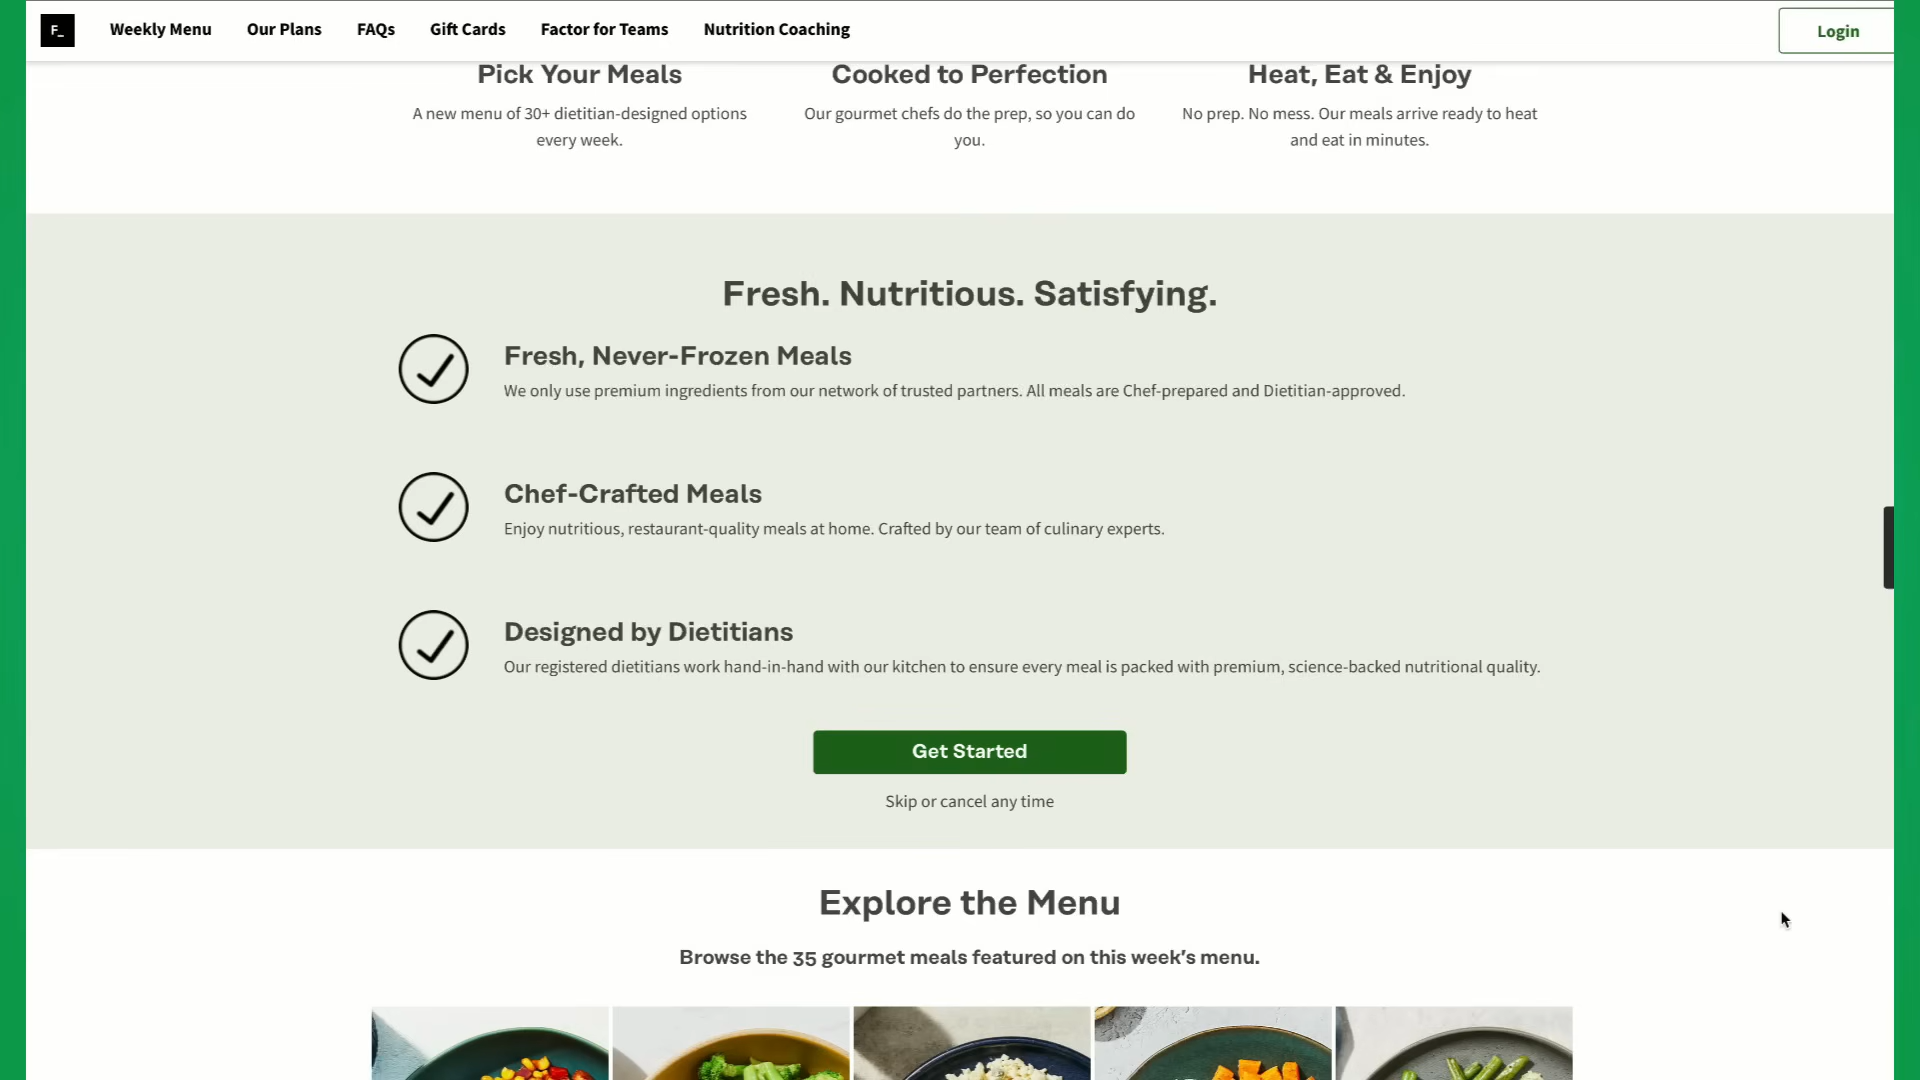 F_
Weekly Menu
Our Plans
FAQs
Gift Cards
Factor for Teams
Nutrition Coaching
Login
Pick Your Meals
A new menu of 30+ dietitian-designed options
every week.
Cooked to Perfection
Our gourmet chefs do the prep, so you can do
you.
Heat, Eat & Enjoy
No prep. No mess. Our meals arrive ready to heat
and eat in minutes.
Fresh. Nutritious. Satisfying.
Fresh, Never-Frozen Meals
We only use premium ingredients from our network of trusted partners. All meals are Chef-prepared and Dietitian-approved.
Chef-Crafted Meals
Enjoy nutritious, restaurant-quality meals at home. Crafted by our team of culinary experts.
Designed by Dietitians
Our registered dietitians work hand-in-hand with our kitchen to ensure every meal is packed with premium, science-backed nutritional quality.
Get Started
Skip or cancel any time
Explore the Menu
Browse the 35 gourmet meals featured on this week’s menu.